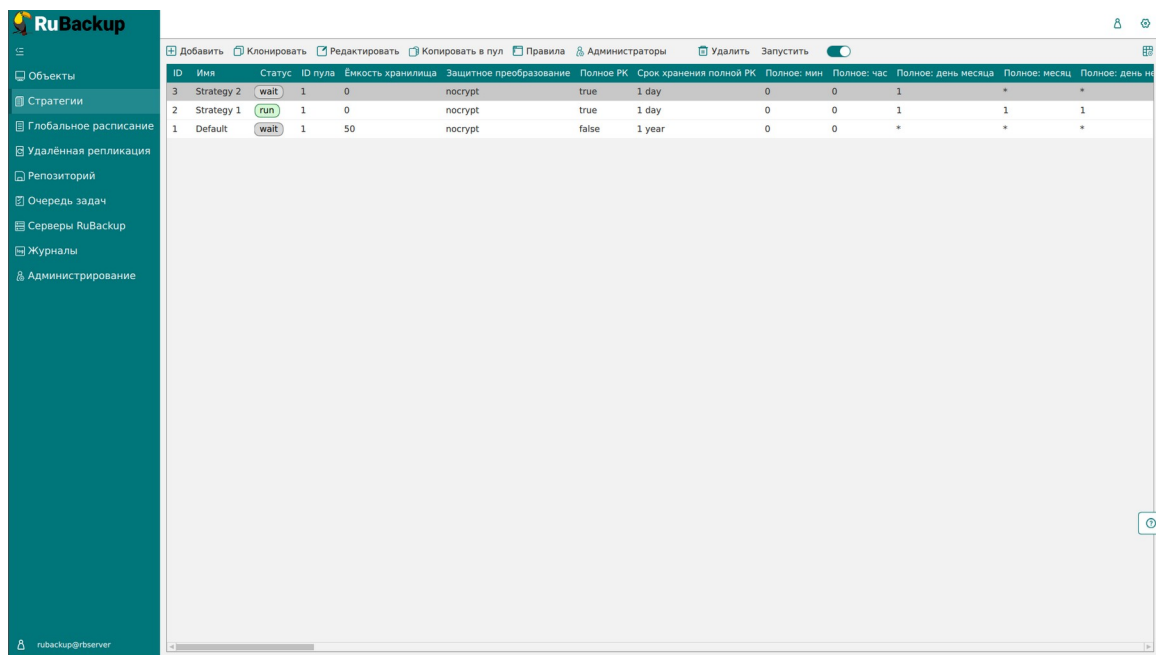 RuBackup
Добавить Клонировать Редактировать Копировать в пул Правила Администраторы Удалить Запустить
Объекты
Стратегии
Глобальное расписание
Удалённая репликация
Репозиторий
Очередь задач
Серверы RuBackup
Журналы
Администрирование
rubackup@rbserver
ID Имя Статус ID пула Ёмкость хранилища Защитное преобразование Полное РК Срок хранения полной РК Полное: мин Полное: час Полное: день месяца Полное: месяц Полное: день не
3 Strategy 2 wait 1 0 nocrypt true 1 day 0 0 1 * *
2 Strategy 1 run 1 0 nocrypt true 1 day 0 0 1 1 1
1 Default wait 1 50 nocrypt false 1 year 0 0 * * *